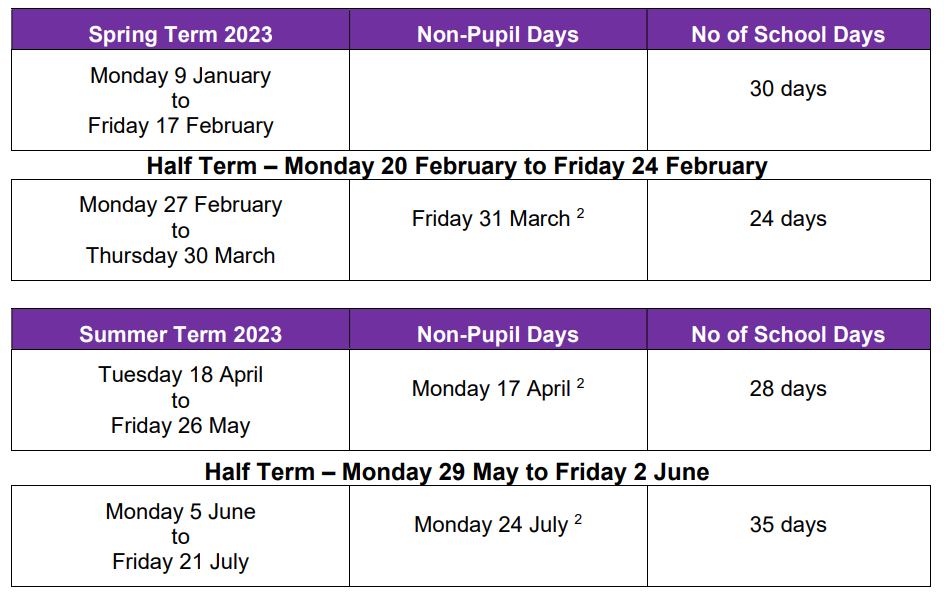 Spring Term 2023 Non-Pupil Days No of School Days
Monday 9 January
to
Friday 17 February
30 days
Half Term – Monday 20 February to Friday 24 February
Monday 27 February
to
Thursday 30 March
Friday 31 March ²
24 days
Summer Term 2023 Non-Pupil Days No of School Days
Tuesday 18 April
to
Friday 26 May
Monday 17 April ²
28 days
Half Term – Monday 29 May to Friday 2 June
Monday 5 June
to
Friday 21 July
Monday 24 July ²
35 days